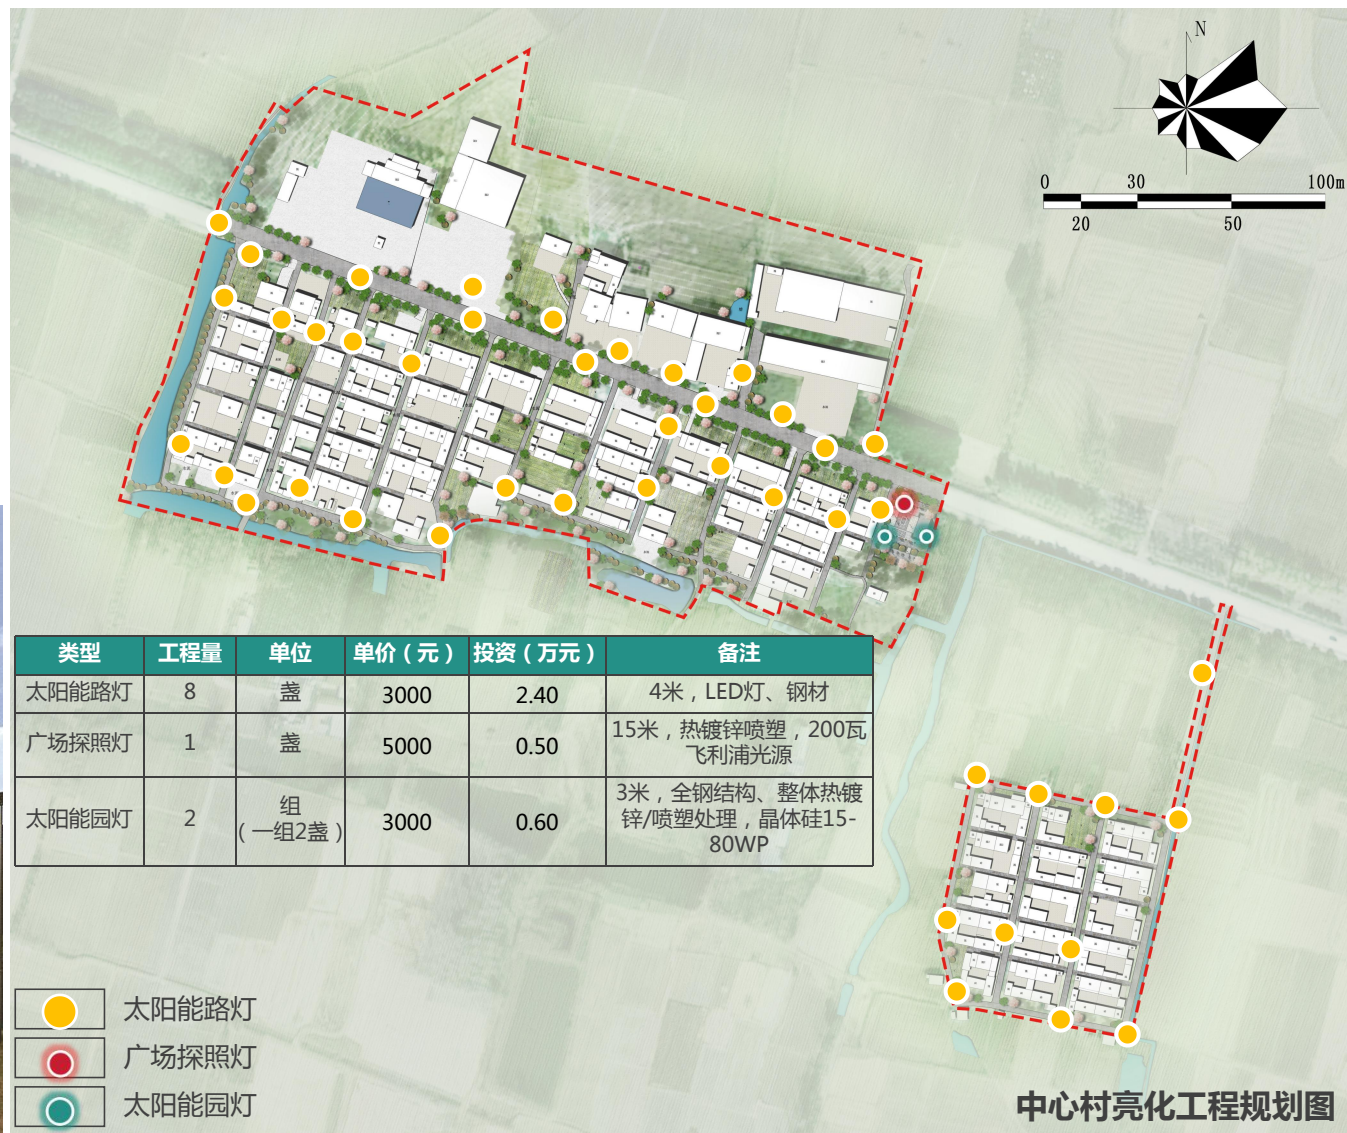 N
0 30 100m
20 50
类型 工程量 单位 单价（元） 投资（万元） 备注
太阳能路灯 8 盏 3000 2.40 4米，LED灯、钢材
广场探照灯 1 盏 5000 0.50 15米，热镀锌喷塑，200瓦
飞利浦光源
太阳能园灯 2 组
（一组2盏） 3000 0.60 3米，全钢结构、整体热镀
锌/喷塑处理，晶体硅15-
80WP
太阳能路灯
广场探照灯
太阳能园灯
中心村亮化工程规划图